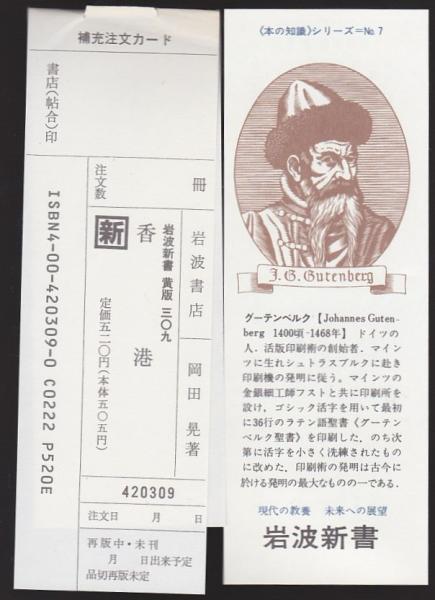 補充注文カード
書店(帖合)印
注文数
冊
岩波書店
岡田 晃著
岩波新書 黄版 三〇九
新
香港
定価五二〇円(本体五〇五円)
ISBN4-00-420309-0 C0222 P520E
420309
注文日 月 日
再版中・未刊
月 日出来予定
品切再版未定
《本の知識》シリーズ=No.7
J.G.Gutenberg
グーテンベルク【Johannes Guten-
berg 1400頃-1468年】 ドイツの
人.活版印刷術の創始者.マイン
ツに生れシュトラスブルクに赴き
印刷機の発明に従う.マインツの
金銀細工師フストと共に印刷所を
設け,ゴシック活字を用いて最初
に36行のラテン語聖書《グーテン
ベルク聖書》を印刷した.のち次
第に活字を小さく洗練されたもの
に改めた.印刷術の発明は古今に
於ける発明の最大なものの一である.
現代の教養 未来への展望
岩波新書